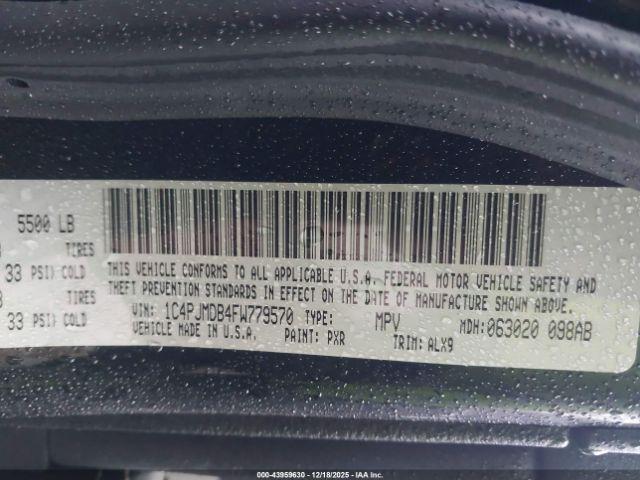 5500 LB
TIRES
33 PSI) COLD
TIRES
33 PSI) COLD
THIS VEHICLE CONFORMS TO ALL APPLICABLE U.S.A. FEDERAL MOTOR VEHICLE SAFETY AND
THEFT PREVENTION STANDARDS IN EFFECT ON THE DATE OF MANUFACTURE SHOWN ABOVE.
VIN: 1C4PJMDB4FW779570 TYPE: MPV MDH: 063020 098AB
VEHICLE MADE IN U.S.A. PAINT: PXR TRIM: ALX9
000-43959630 - 12/18/2025 - IAA Inc.